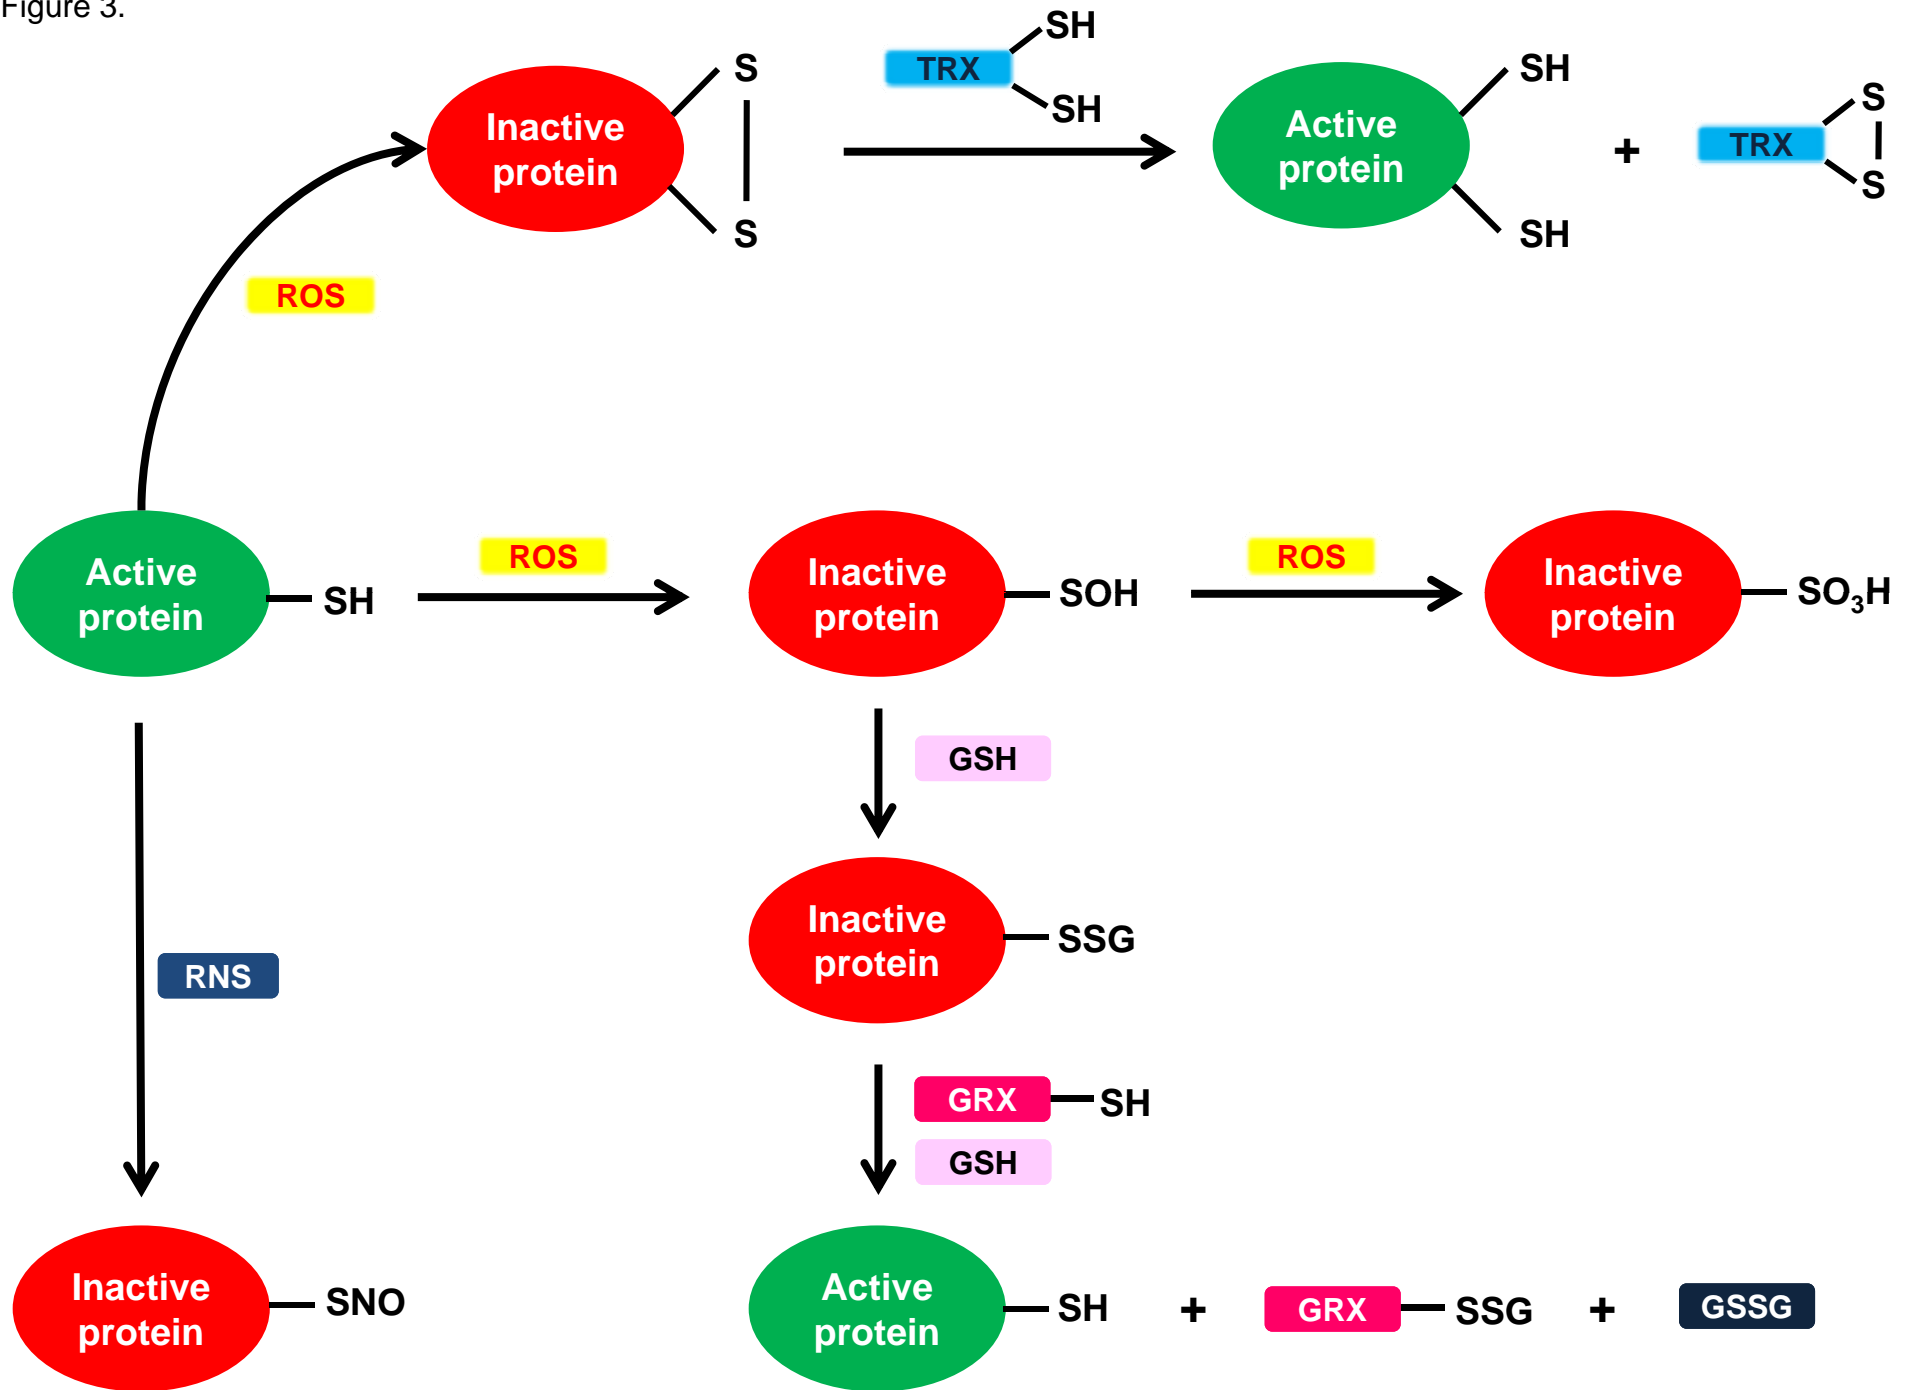 Figure 3.
SH
TRX
SH
S
Inactive
protein
S
Active
protein
SH
SH
+
TRX
S
S
ROS
Active
protein
SH
ROS
Inactive
protein
SOH
ROS
Inactive
protein
SO₃H
GSH
Inactive
protein
SSG
RNS
GRX
SH
GSH
Inactive
protein
SNO
Active
protein
SH
+
GRX
SSG
+
GSSG